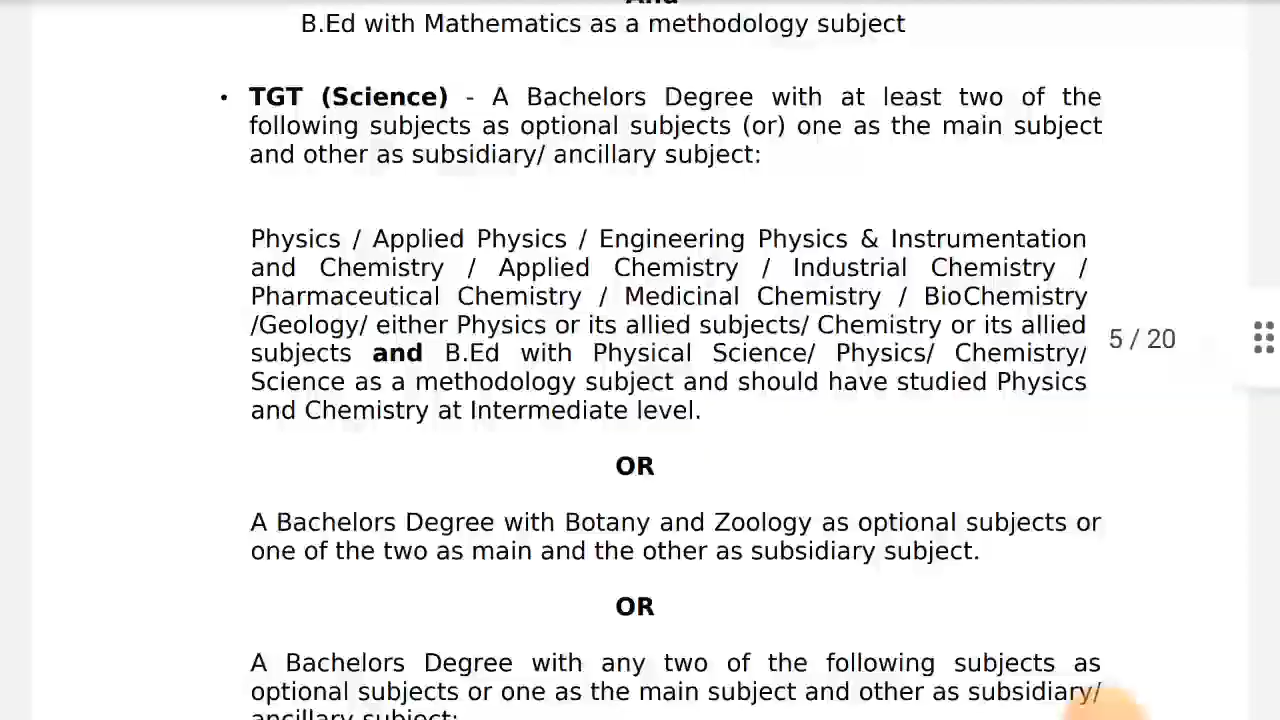 And
B.Ed with Mathematics as a methodology subject
• TGT (Science) - A Bachelors Degree with at least two of the
following subjects as optional subjects (or) one as the main subject
and other as subsidiary/ ancillary subject:
Physics / Applied Physics / Engineering Physics & Instrumentation
and Chemistry / Applied Chemistry / Industrial Chemistry /
Pharmaceutical Chemistry / Medicinal Chemistry / BioChemistry
/Geology/ either Physics or its allied subjects/ Chemistry or its allied
subjects and B.Ed with Physical Science/ Physics/ Chemistry/
Science as a methodology subject and should have studied Physics
and Chemistry at Intermediate level.
5 / 20
OR
A Bachelors Degree with Botany and Zoology as optional subjects or
one of the two as main and the other as subsidiary subject.
OR
A Bachelors Degree with any two of the following subjects as
optional subjects or one as the main subject and other as subsidiary/
ancillary subject: